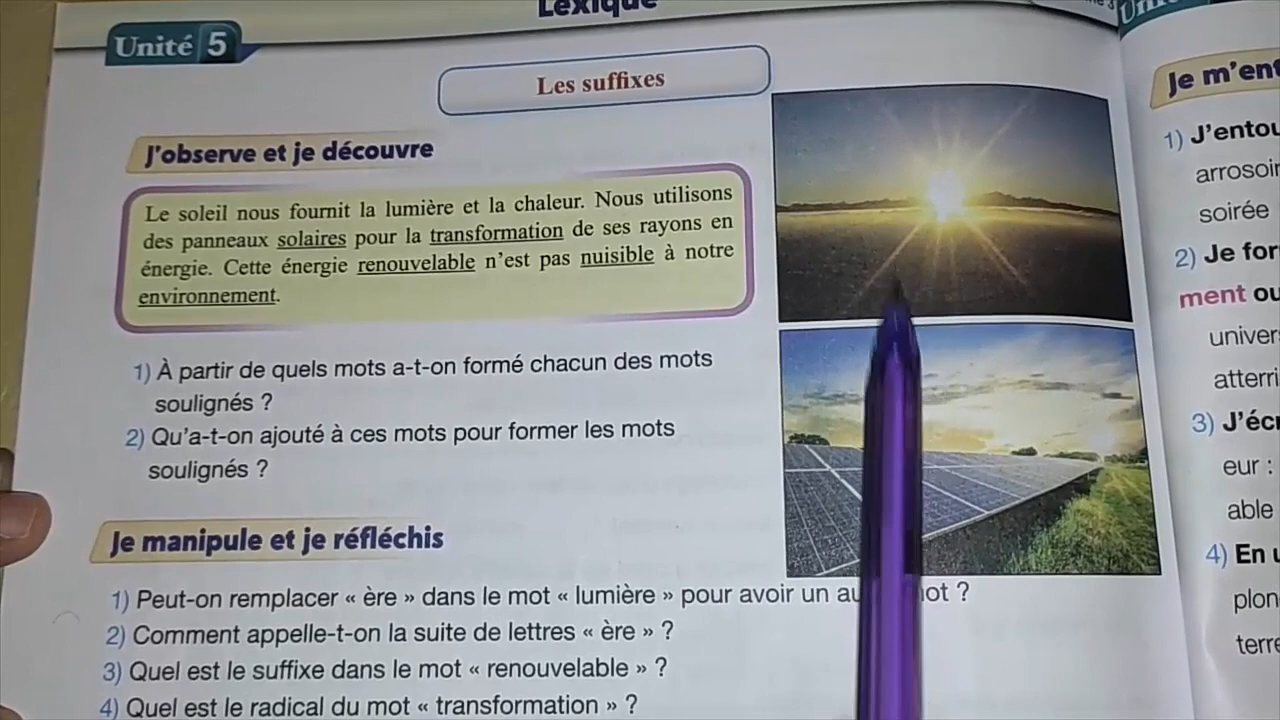 Lexique
Unité 5
Les suffixes
J'observe et je découvre
Le soleil nous fournit la lumière et la chaleur. Nous utilisons
des panneaux solaires pour la transformation de ses rayons en
énergie. Cette énergie renouvelable n'est pas nuisible à notre
environnement.
1) À partir de quels mots a-t-on formé chacun des mots
soulignés ?
2) Qu'a-t-on ajouté à ces mots pour former les mots
soulignés ?
Je manipule et je réfléchis
1) Peut-on remplacer « ère » dans le mot « lumière » pour avoir un au ot ?
2) Comment appelle-t-on la suite de lettres « ère » ?
3) Quel est le suffixe dans le mot « renouvelable » ?
4) Quel est le radical du mot « transformation » ?
Je m'en
1) J'entou
arrosoir
soirée
2) Je for
ment ou
univer
atterri
3) J'écr
eur :
able
4) En u
plon
terre